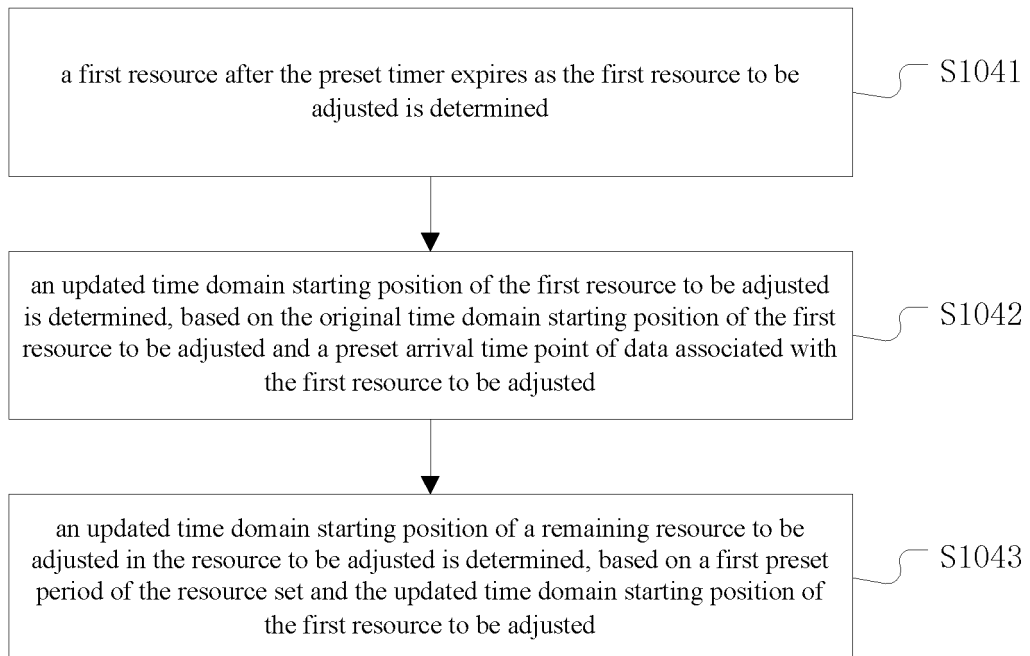 a first resource after the preset timer expires as the first resource to be
adjusted is determined
S1041
an updated time domain starting position of the first resource to be adjusted
is determined, based on the original time domain starting position of the first
resource to be adjusted and a preset arrival time point of data associated with
the first resource to be adjusted
S1042
an updated time domain starting position of a remaining resource to be
adjusted in the resource to be adjusted is determined, based on a first preset
period of the resource set and the updated time domain starting position of
the first resource to be adjusted
S1043